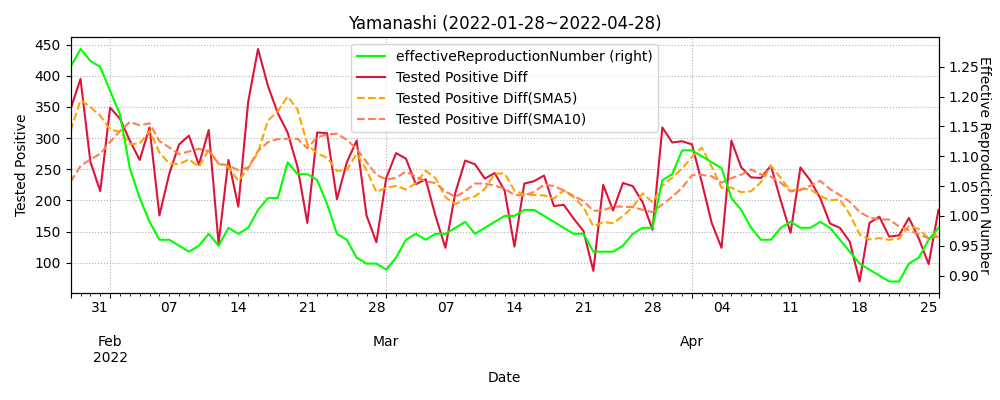 Yamanashi (2022-01-28~2022-04-28)
effectiveReproductionNumber (right)
Tested Positive Diff
Tested Positive Diff(SMA5)
Tested Positive Diff(SMA10)
Tested Positive
450
400
350
300
250
200
150
100
1.25
1.20
1.15
1.10
1.05
1.00
0.95
0.90
Effective Reproduction Number
31 07 14 21 28 07 14 21 28 04 11 18 25
Feb Mar Apr
2022
Date